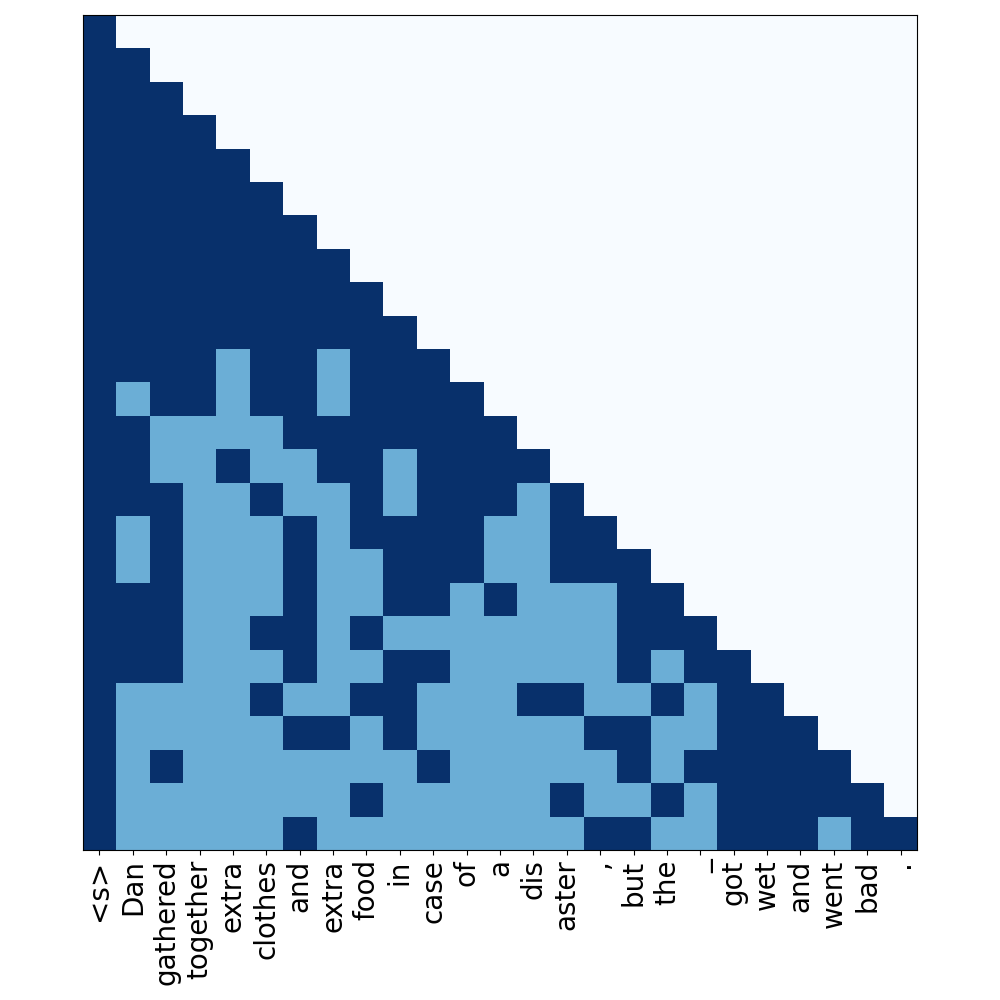 <s> Dan gathered together extra clothes and extra food in case of a dis aster , but the _ got wet and went bad .